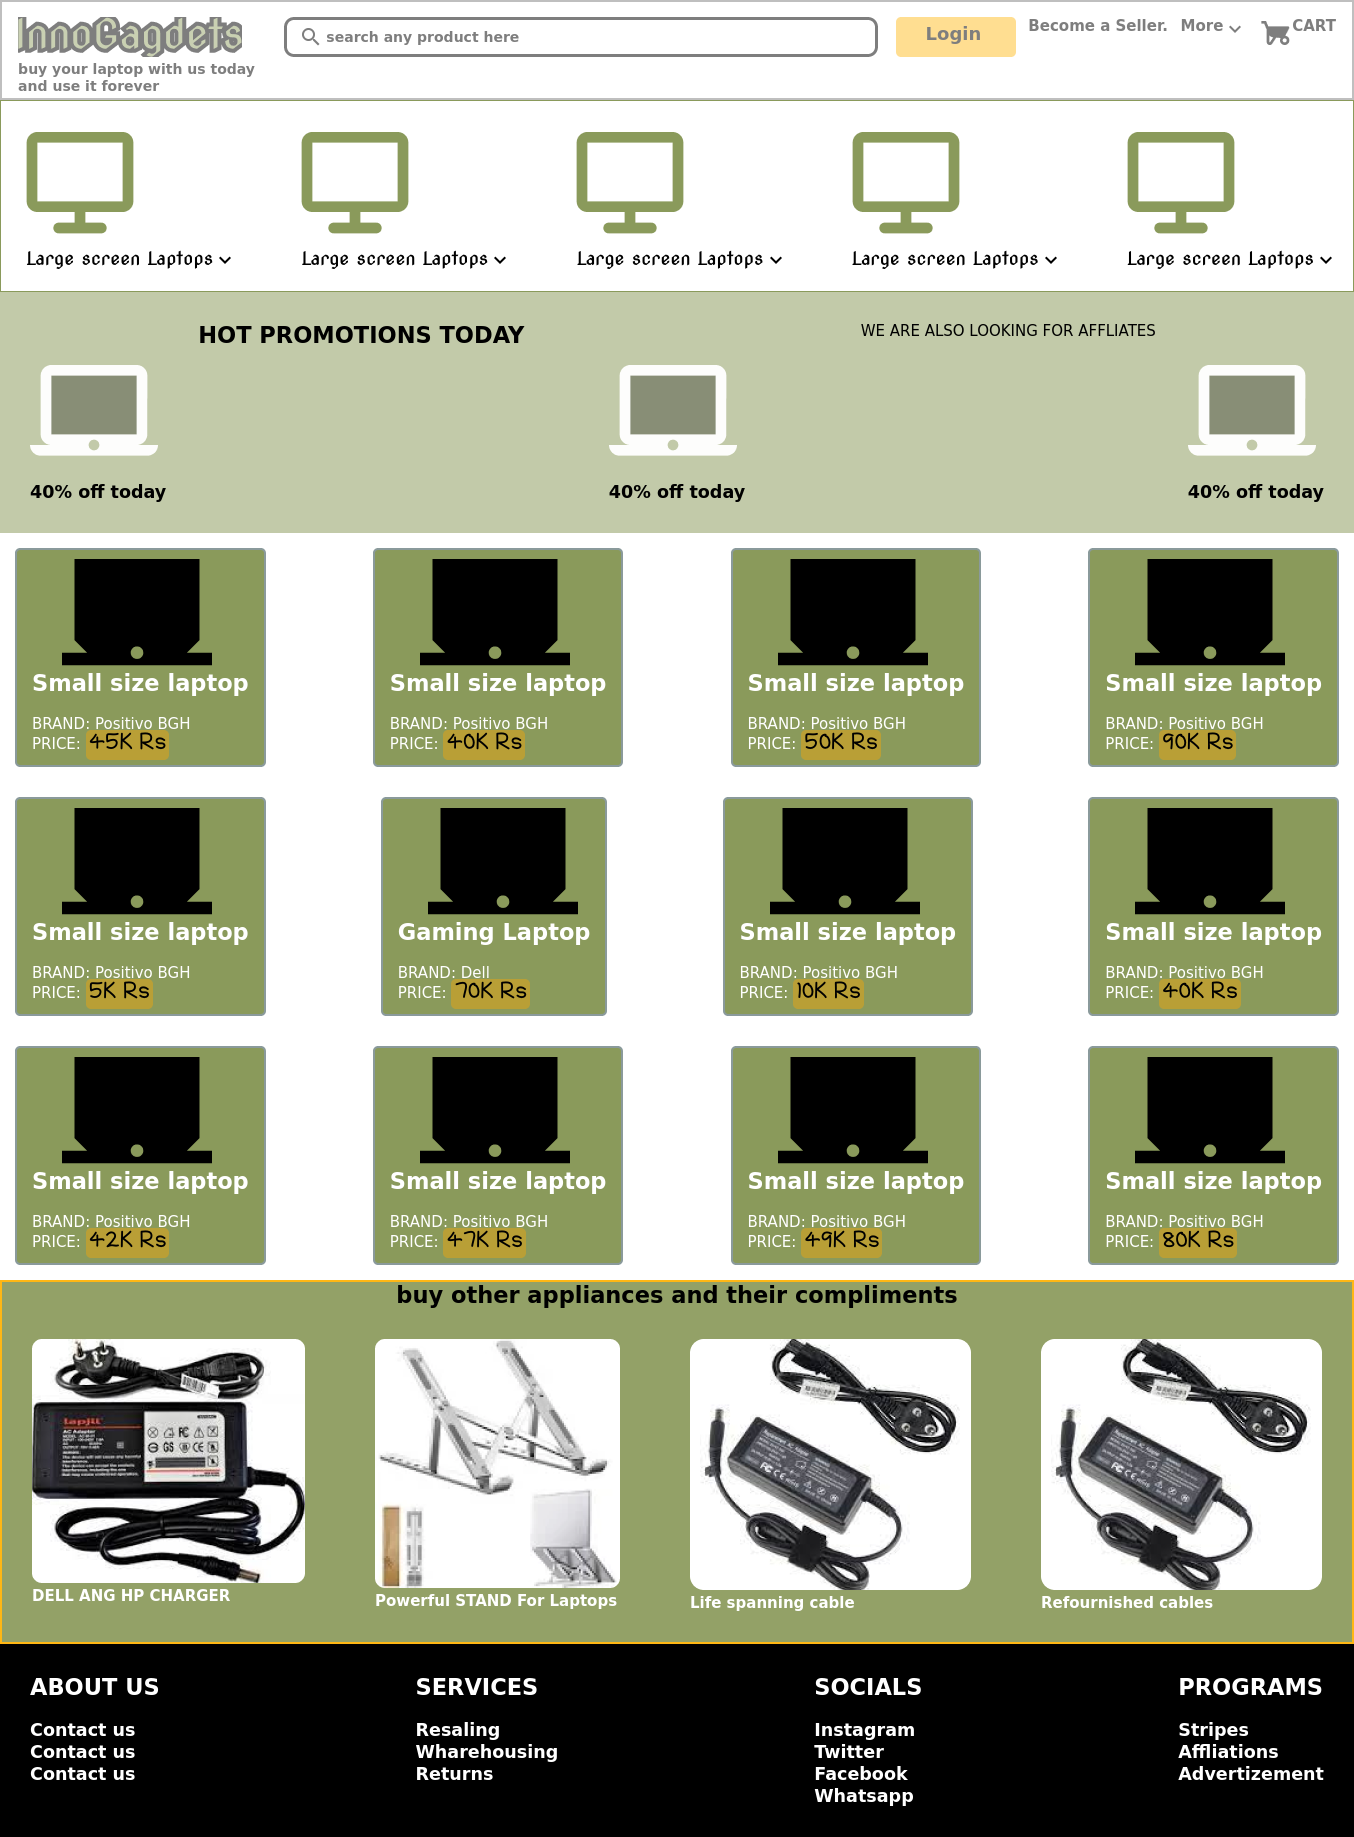 InnoGagdets
buy your laptop with us today
and use it forever
search any product here
Login
Become a Seller.
More
CART
Large screen Laptops
Large screen Laptops
Large screen Laptops
Large screen Laptops
Large screen Laptops
HOT PROMOTIONS TODAY
WE ARE ALSO LOOKING FOR AFFLIATES
40% off today
40% off today
40% off today
Small size laptop
BRAND: Positivo BGH
PRICE: 45K Rs
Small size laptop
BRAND: Positivo BGH
PRICE: 40K Rs
Small size laptop
BRAND: Positivo BGH
PRICE: 50K Rs
Small size laptop
BRAND: Positivo BGH
PRICE: 90K Rs
Small size laptop
BRAND: Positivo BGH
PRICE: 5K Rs
Gaming Laptop
BRAND: Dell
PRICE: 70K Rs
Small size laptop
BRAND: Positivo BGH
PRICE: 10K Rs
Small size laptop
BRAND: Positivo BGH
PRICE: 40K Rs
Small size laptop
BRAND: Positivo BGH
PRICE: 42K Rs
Small size laptop
BRAND: Positivo BGH
PRICE: 47K Rs
Small size laptop
BRAND: Positivo BGH
PRICE: 49K Rs
Small size laptop
BRAND: Positivo BGH
PRICE: 80K Rs
buy other appliances and their compliments
lapjii
AC Adapter
DELL ANG HP CHARGER
Powerful STAND For Laptops
Life spanning cable
Refournished cables
ABOUT US
Contact us
Contact us
Contact us
SERVICES
Resaling
Wharehousing
Returns
SOCIALS
Instagram
Twitter
Facebook
Whatsapp
PROGRAMS
Stripes
Affliations
Advertizement